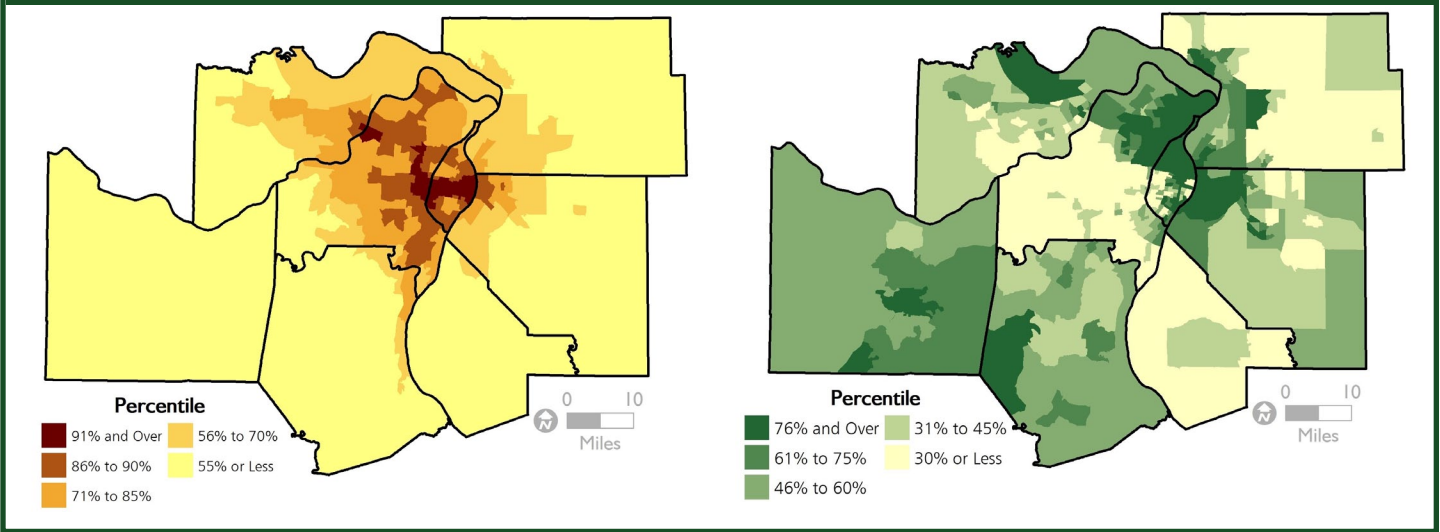 Percentile
91% and Over
56% to 70%
86% to 90%
55% or Less
71% to 85%
0 10
N
Miles
Percentile
76% and Over
31% to 45%
61% to 75%
30% or Less
46% to 60%
0 10
N
Miles